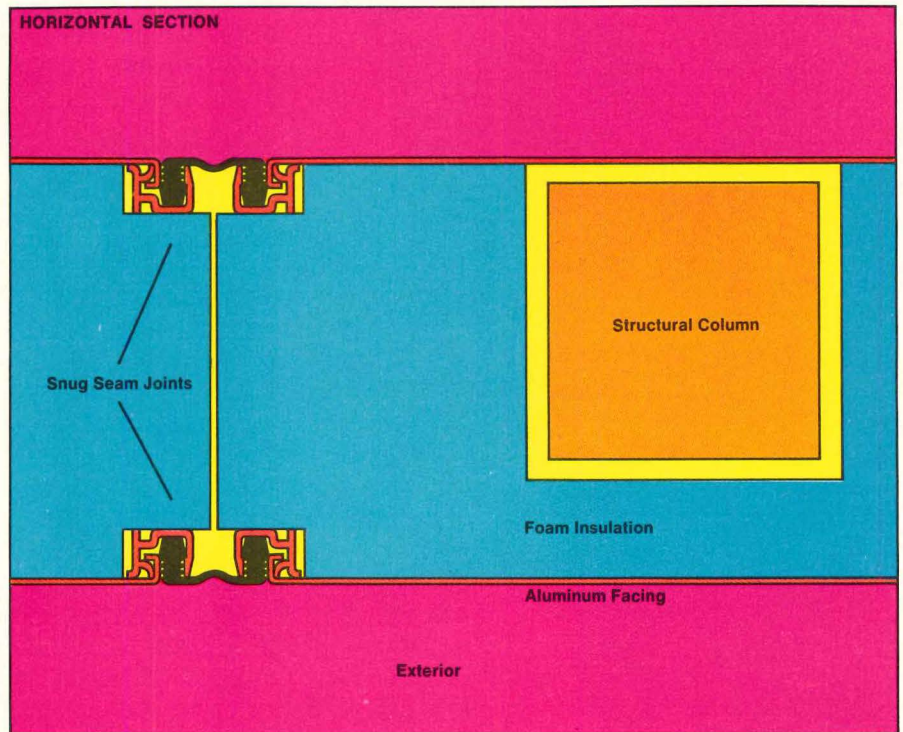 HORIZONTAL SECTION
Structural Column
Snug Seam Joints
Foam Insulation
Aluminum Facing
Exterior